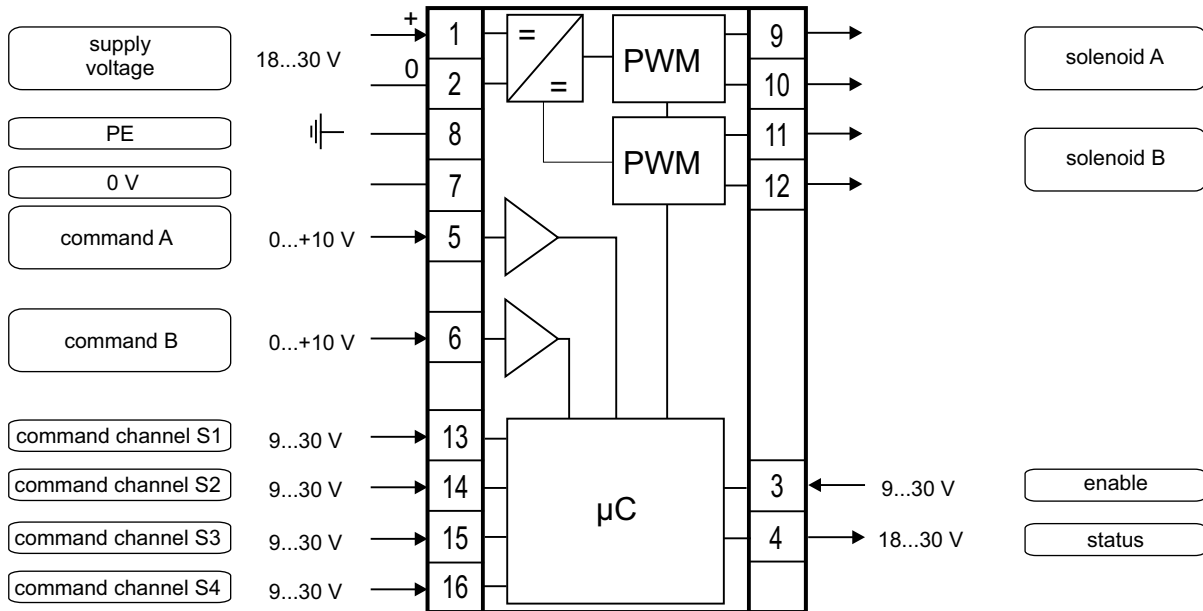 supply
voltage
18...30 V
+
0
1
2
=
=
PWM
9
10
solenoid A
PE
8
PWM
11
12
solenoid B
0 V
7
command A
0...+10 V
5
command B
0...+10 V
6
command channel S1
9...30 V
13
command channel S2
9...30 V
14
command channel S3
9...30 V
15
command channel S4
9...30 V
16
µC
3
9...30 V
enable
4
18...30 V
status